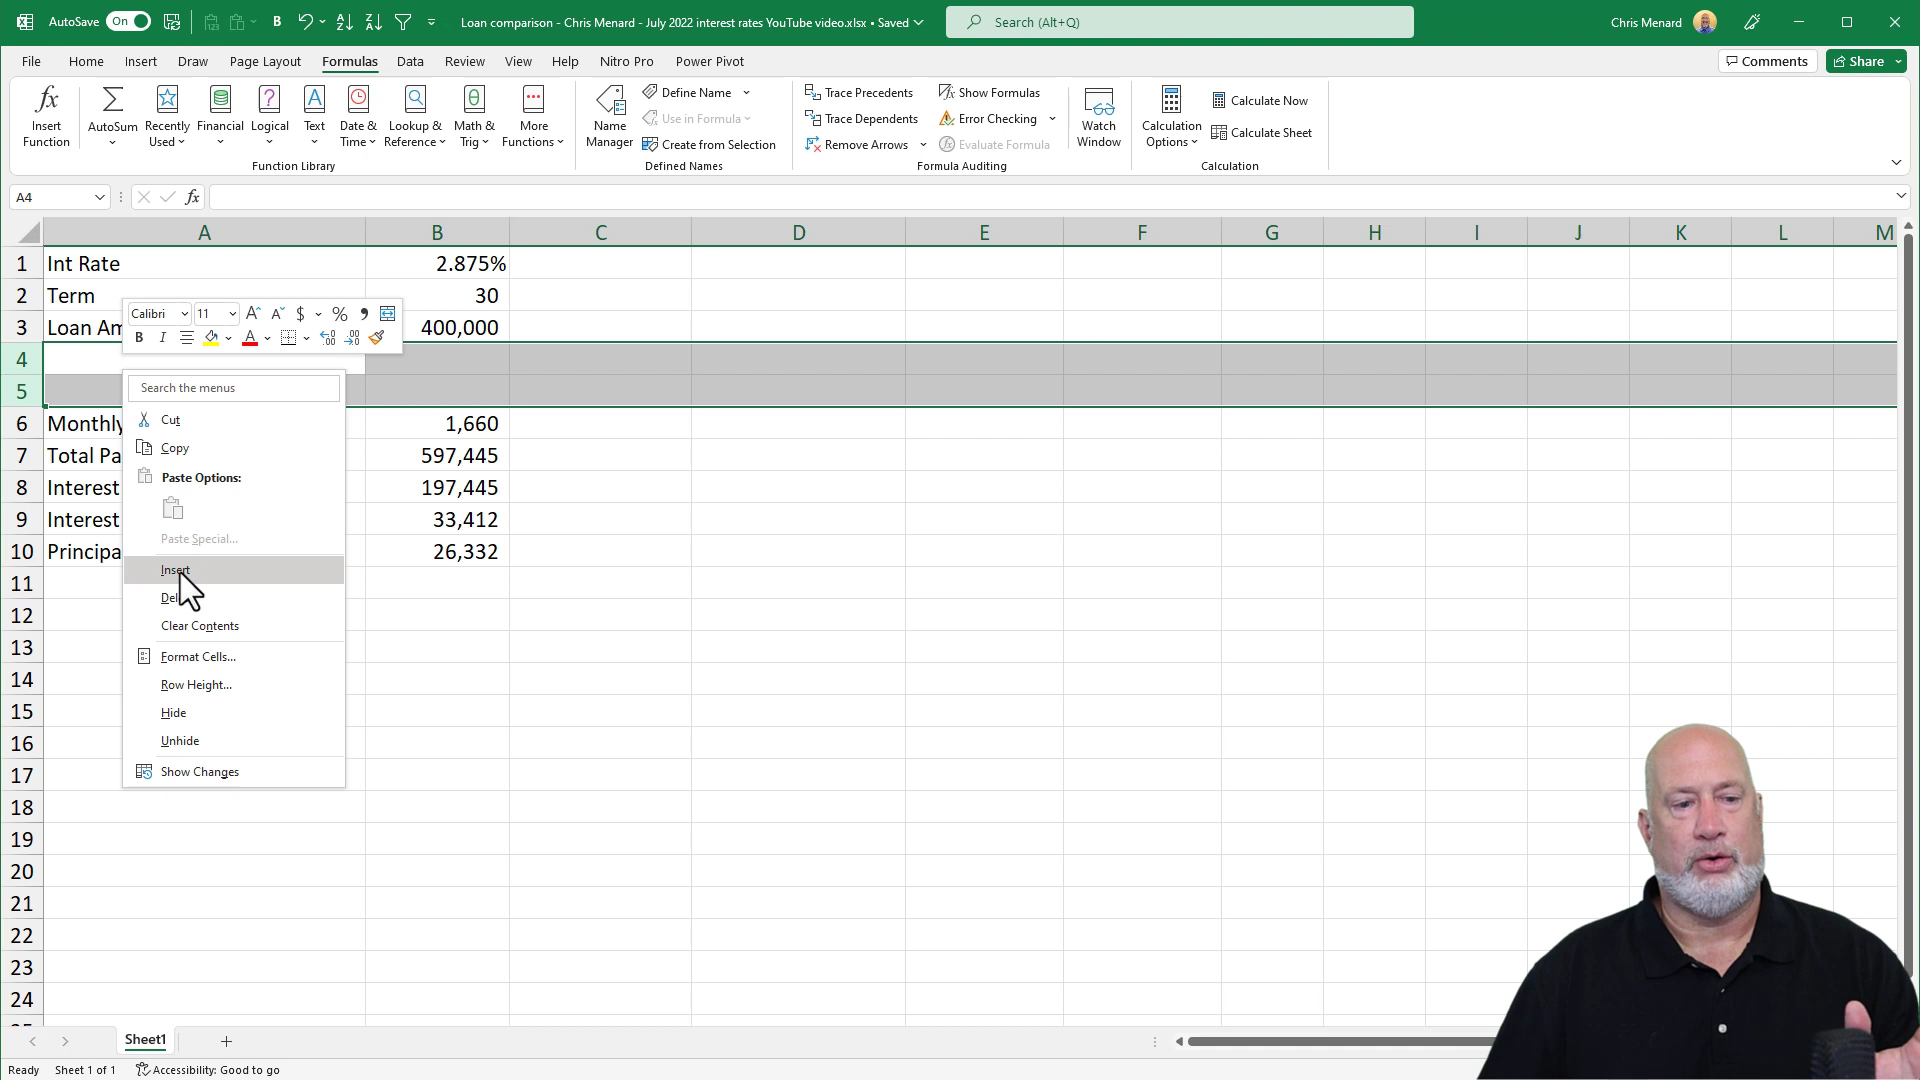 AutoSave On B Loan comparison - Chris Menard - July 2022 interest rates YouTube video.xlsx • Saved Search (Alt+Q) Chris Menard
File Home Insert Draw Page Layout Formulas Data Review View Help Nitro Pro Power Pivot Comments Share
fx Σ ? A θ Define Name Trace Precedents Show Formulas Calculate Now
Insert Function AutoSum Recently Used Financial Logical Text Date & Time Lookup & Reference Math & Trig More Functions Name Manager Use in Formula Trace Dependents Error Checking Watch Window Calculation Options Calculate Sheet
Create from Selection Remove Arrows Evaluate Formula
Function Library Defined Names Formula Auditing Calculation
A4 fx
A B C D E F G H I J K L M
1 Int Rate 2.875%
2 Term 30
Calibri 11 A A $ % ,
3 Loan Am 400,000
B I A
4
Search the menus
5
Cut
6 Monthly 1,660
Copy
7 Total Pa 597,445
Paste Options:
8 Interest 197,445
9 Interest 33,412
Paste Special...
10 Principa 26,332
Insert
11
Del
12
Clear Contents
13
Format Cells...
14
Row Height...
15
Hide
16
Unhide
17
Show Changes
18
19
20
21
22
23
24
Sheet1 +
Ready Sheet 1 of 1 Accessibility: Good to go